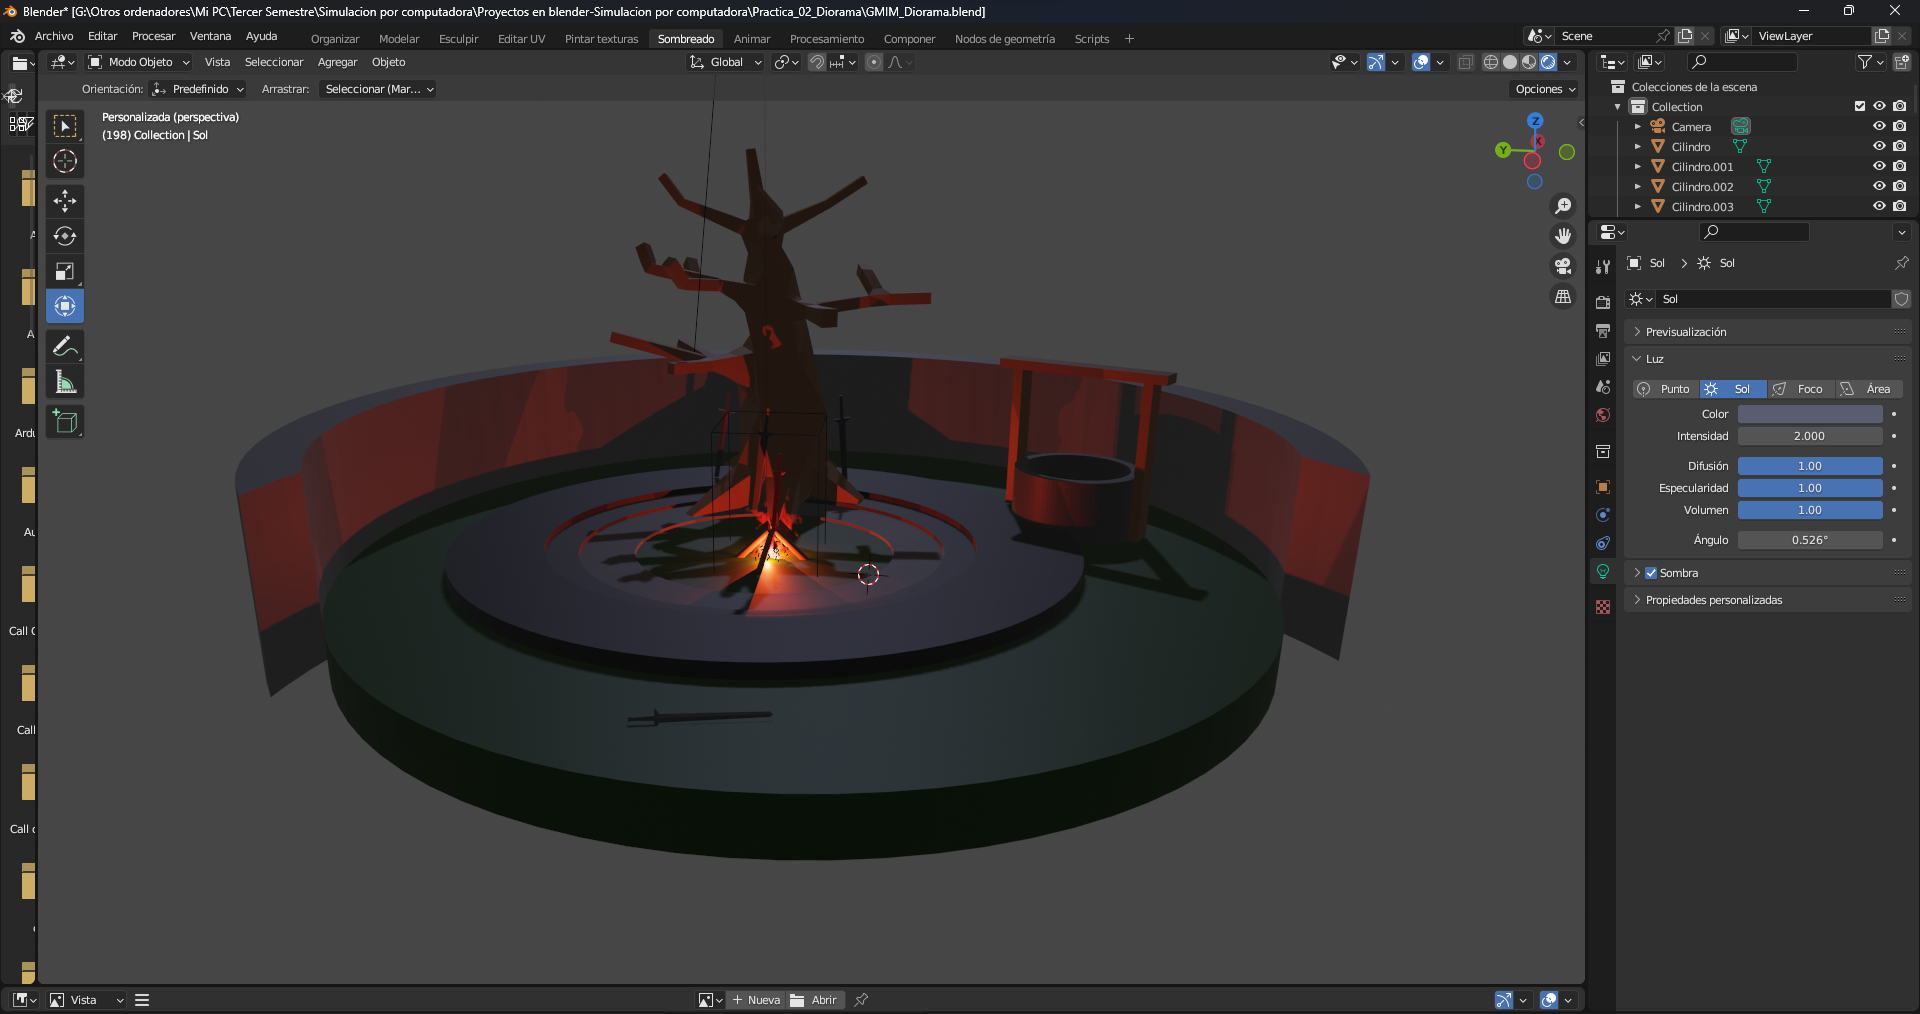 Blender* [G:\Otros ordenadores\Mi PC\Tercer Semestre\Simulacion por computadora\Proyectos en blender-Simulacion por computadora\Practica_02_Diorama\GMIM_Diorama.blend]
Archivo Editar Procesar Ventana Ayuda Organizar Modelar Esculpir Editar UV Pintar texturas Sombreado Animar Procesamiento Componer Nodos de geometría Scripts + Scene ViewLayer
Modo Objeto Vista Seleccionar Agregar Objeto Global
Orientación: Predefinido Arrastrar: Seleccionar (Mar... Opciones
Personalizada (perspectiva)
(198) Collection | Sol
Z
X
Y
A
A
Ardu
Au
Call C
Call
Call c
Colecciones de la escena
Collection
Camera
Cilindro
Cilindro.001
Cilindro.002
Cilindro.003
Sol > Sol
Sol
Previsualización
Luz
Punto Sol Foco Área
Color
Intensidad 2.000
Difusión 1.00
Especularidad 1.00
Volumen 1.00
Ángulo 0.526°
Sombra
Propiedades personalizadas
Vista + Nueva Abrir